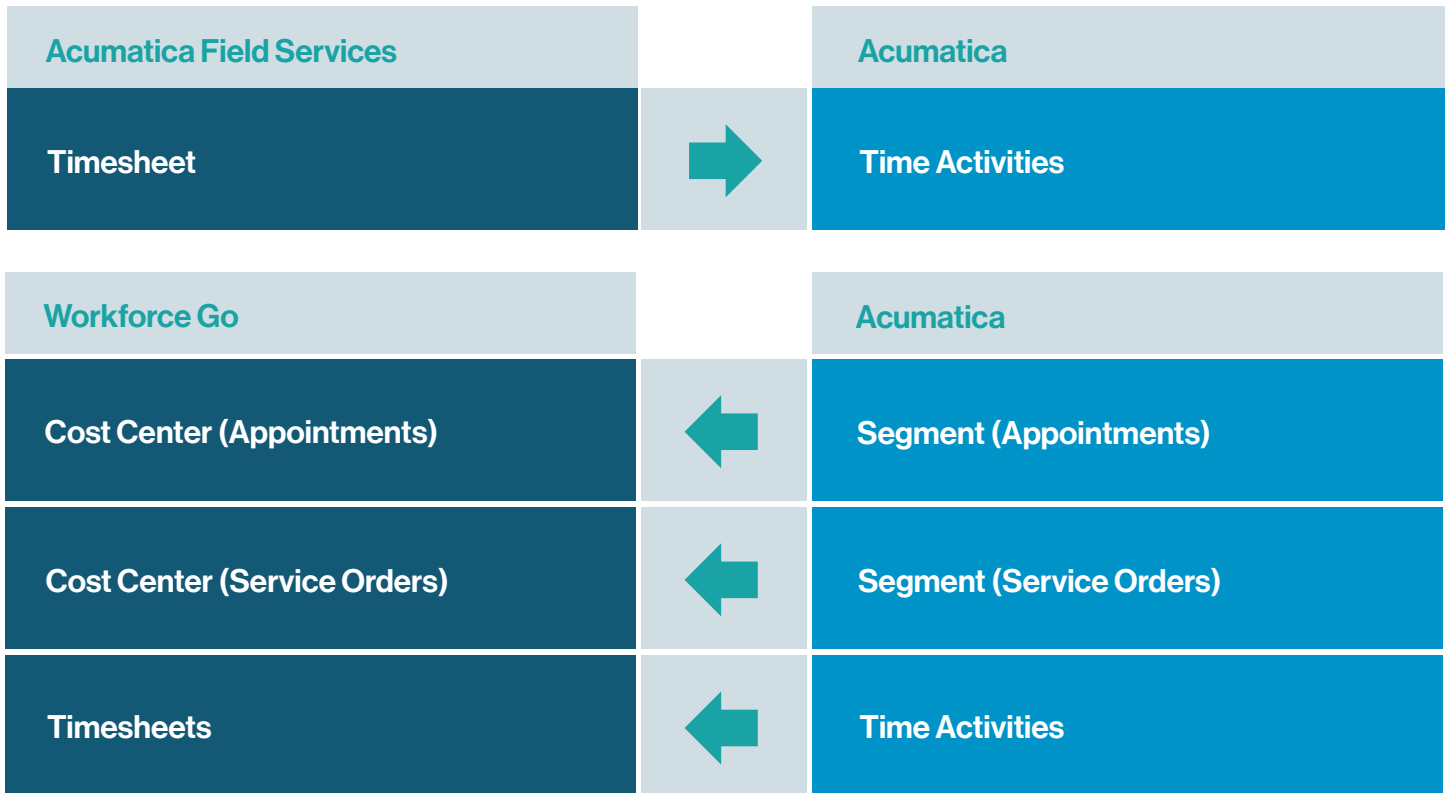 Acumatica Field Services
Acumatica
Timesheet
Time Activities
Workforce Go
Acumatica
Cost Center (Appointments)
Segment (Appointments)
Cost Center (Service Orders)
Segment (Service Orders)
Timesheets
Time Activities